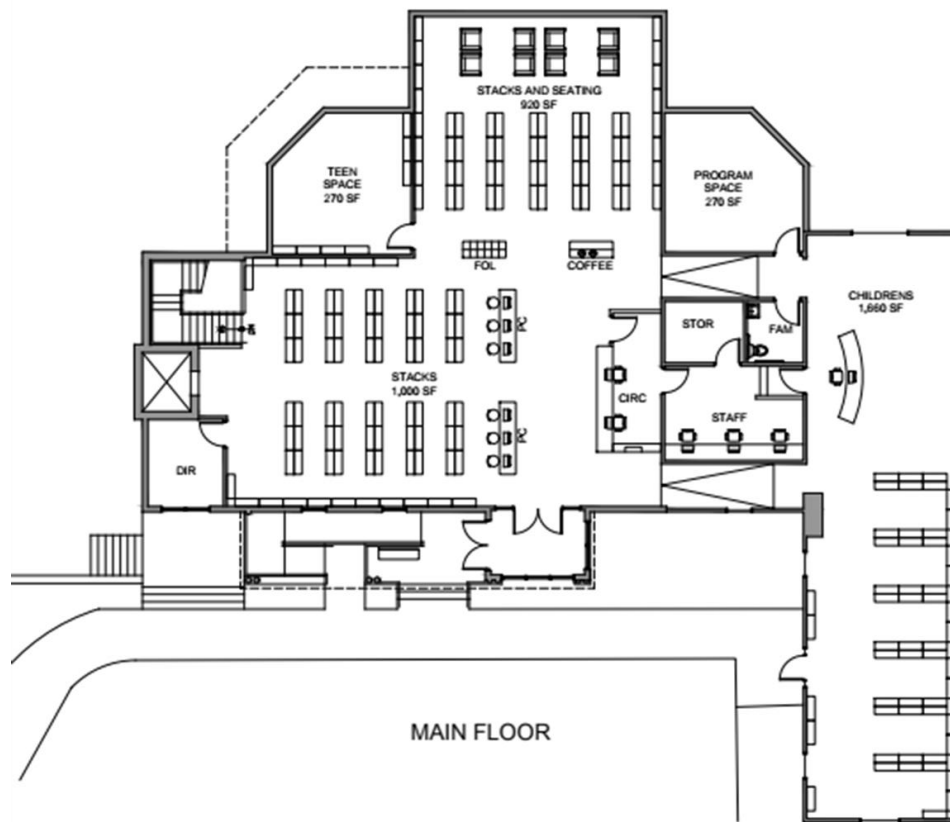 STACKS AND SEATING
920 SF
TEEN
SPACE
270 SF
PROGRAM
SPACE
270 SF
FOL
COFFEE
CHILDRENS
1,660 SF
PC
STOR
FAM
STACKS
1,000 SF
CIRC
STAFF
PC
DIR
MAIN FLOOR